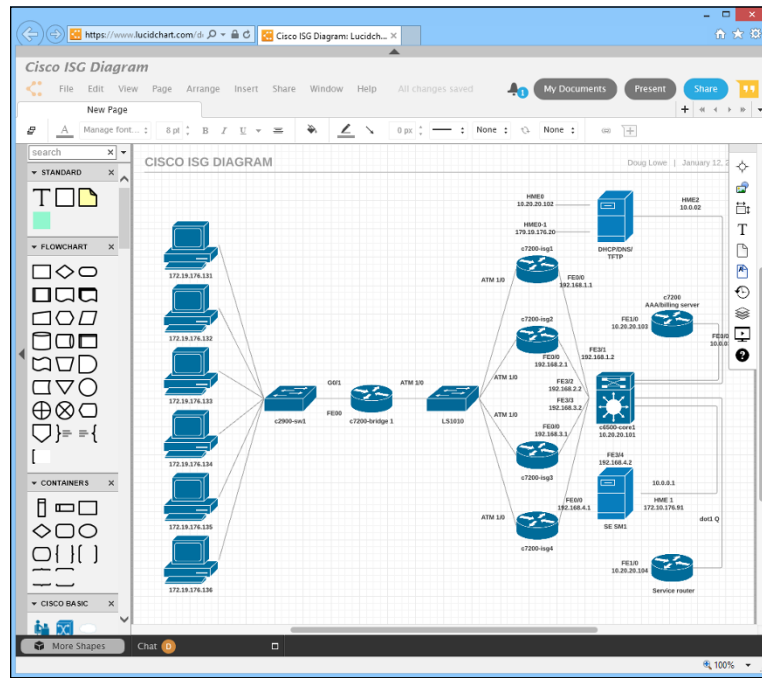 https://www.lucidchart.com/d
Cisco ISG Diagram: Lucidch...
Cisco ISG Diagram
File Edit View Page Arrange Insert Share Window Help All changes saved
1
My Documents
Present
Share
New Page
A Manage font... 8 pt B I U 0 px None None
search
STANDARD
T
FLOWCHART
CONTAINERS
CISCO BASIC
More Shapes
Chat D
100%
CISCO ISG DIAGRAM
Doug Lowe | January 12, 2
172.19.176.131
172.19.176.132
172.19.176.133
172.19.176.134
172.19.176.135
172.19.176.136
c2900-sw1
G0/1
FE00
c7200-bridge 1
ATM 1/0
LS1010
ATM 1/0
ATM 1/0
ATM 1/0
ATM 1/0
c7200-isg1
FE0/0
192.168.1.1
c7200-isg2
FE0/0
192.168.2.1
FE0/0
192.168.3.1
c7200-isg3
FE0/0
192.168.4.1
c7200-isg4
HME0
10.20.20.102
HME0-1
179.19.176.20
DHCP/DNS/
TFTP
HME2
10.0.02
c7200
AAA/billing server
FE1/0
10.20.20.103
FE3/1
192.168.1.2
FE3/2
192.168.2.2
FE3/3
192.168.3.2
c6500-core1
10.20.20.101
FE3/4
192.168.4.2
SE SM1
10.0.0.1
HME 1
172.10.176.91
dot1 Q
FE1/0
10.20.20.104
Service router
T